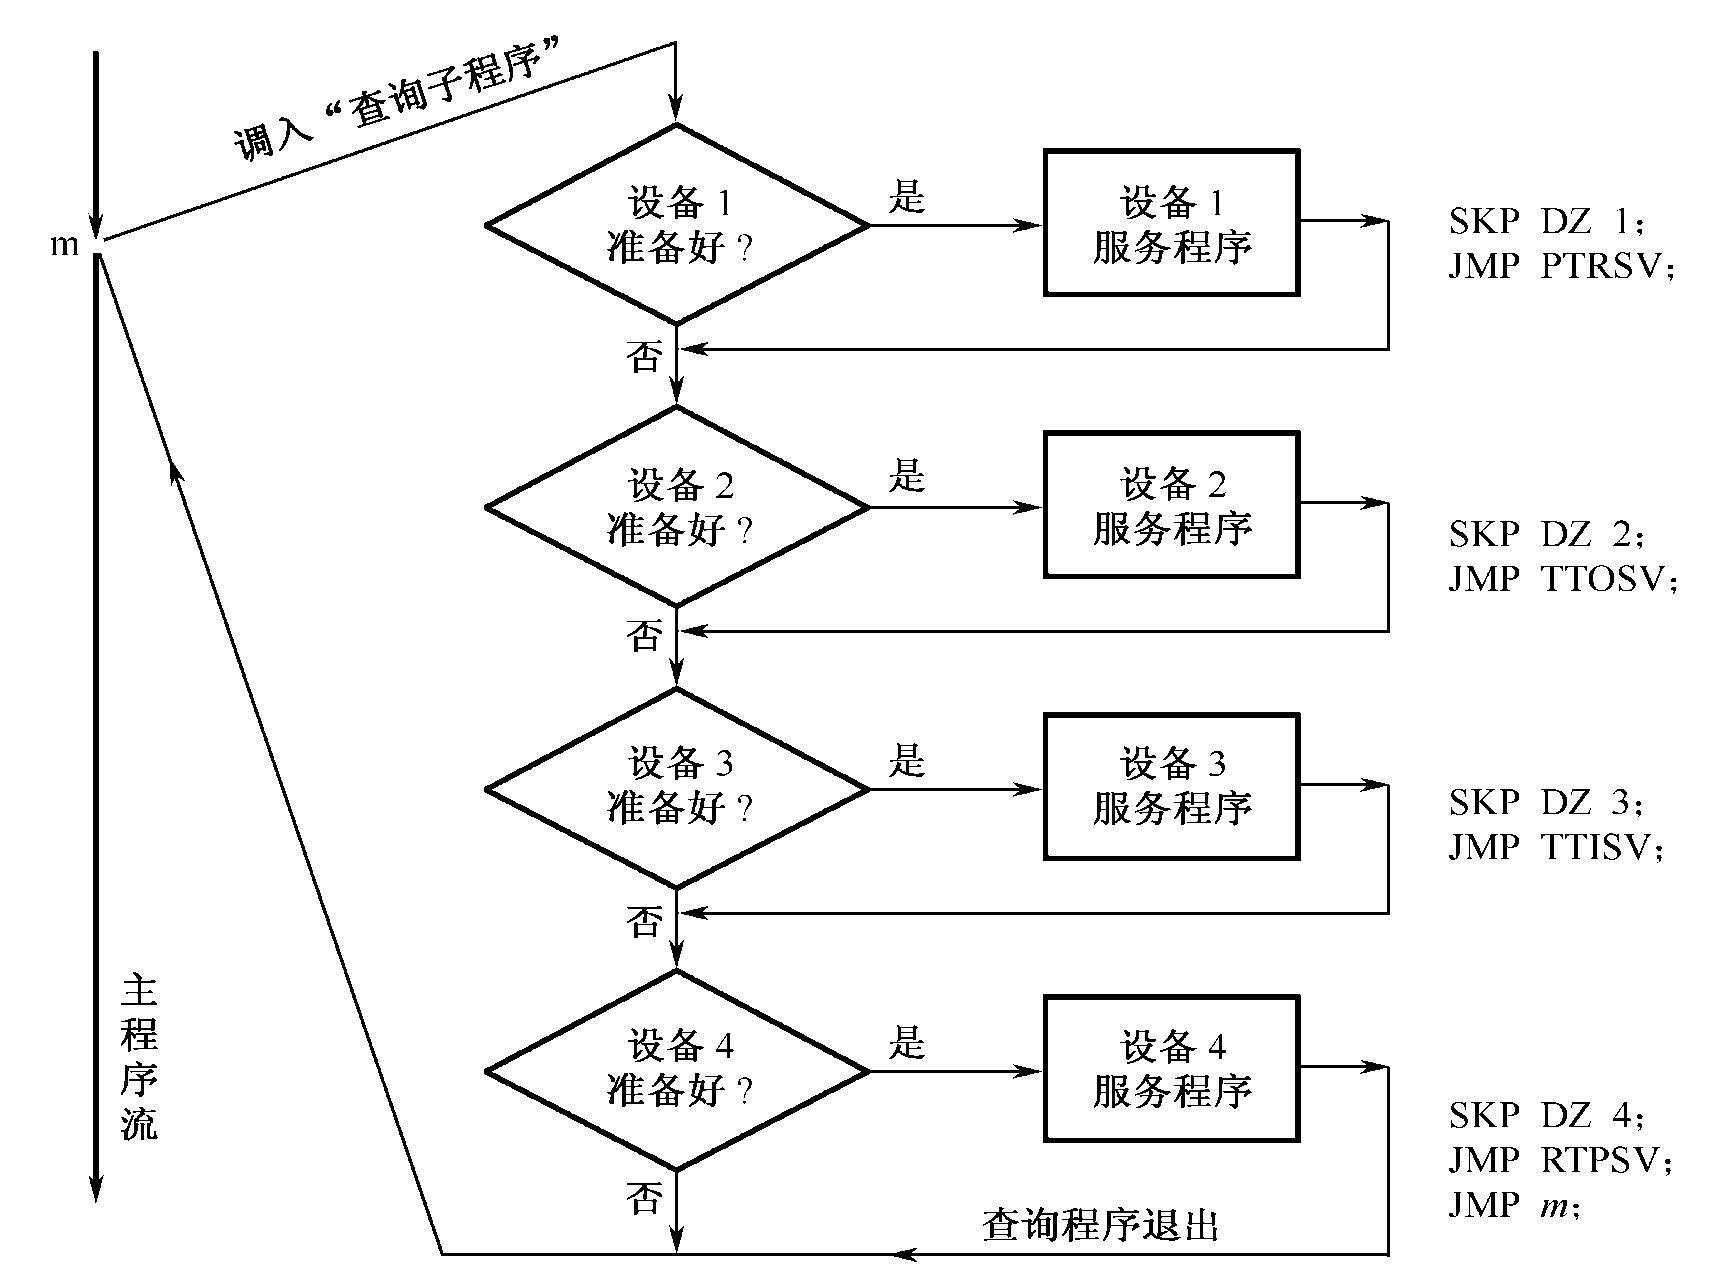 调入“查询子程序”
m
设备 1
准备好？
是
设备 1
服务程序
SKP DZ 1;
JMP PTRSV;
否
设备 2
准备好？
是
设备 2
服务程序
SKP DZ 2;
JMP TTOSV;
否
设备 3
准备好？
是
设备 3
服务程序
SKP DZ 3;
JMP TTISV;
否
设备 4
准备好？
是
设备 4
服务程序
SKP DZ 4;
JMP RTPSV;
JMP m;
否
查询程序退出
主程序流